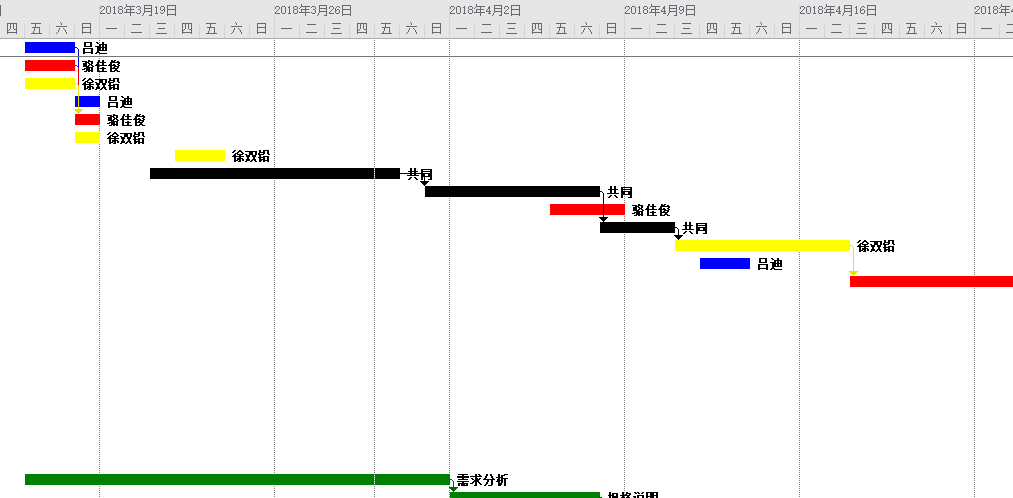 2018年3月19日 2018年3月26日 2018年4月2日 2018年4月9日 2018年4月16日
四 五 六 日 一 二 三 四 五 六 日 一 二 三 四 五 六 日 一 二 三 四 五 六 日 一 二 三 四 五 六 日 一 二 三 四 五 六 日 一 二
吕迪
骆佳俊
徐双铅
吕迪
骆佳俊
徐双铅
徐双铅
共同
共同
骆佳俊
共同
徐双铅
吕迪
需求分析
规格说明